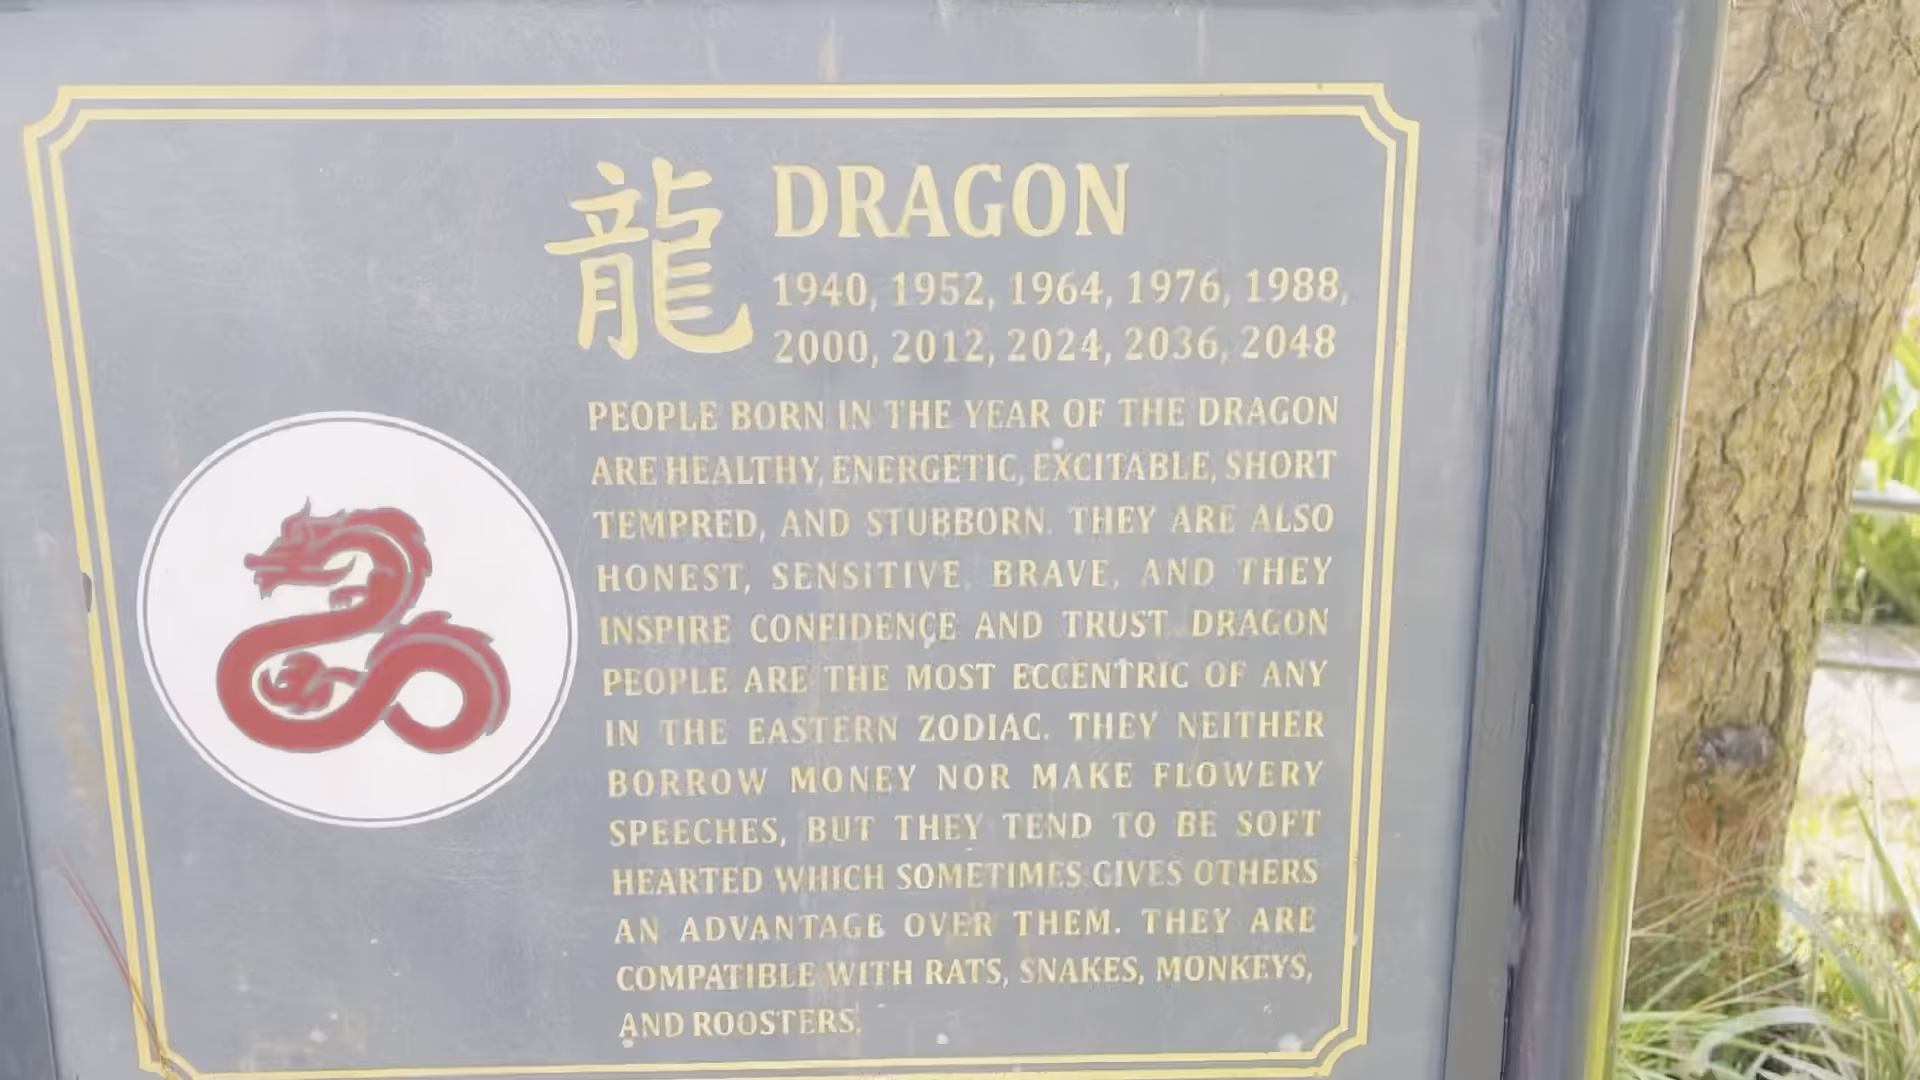 龍 DRAGON
1940, 1952, 1964, 1976, 1988,
2000, 2012, 2024, 2036, 2048
PEOPLE BORN IN THE YEAR OF THE DRAGON
ARE HEALTHY, ENERGETIC, EXCITABLE, SHORT
TEMPRED, AND STUBBORN. THEY ARE ALSO
HONEST, SENSITIVE, BRAVE, AND THEY
INSPIRE CONFIDENCE AND TRUST DRAGON
PEOPLE ARE THE MOST ECCENTRIC OF ANY
IN THE EASTERN ZODIAC. THEY NEITHER
BORROW MONEY NOR MAKE FLOWERY
SPEECHES, BUT THEY TEND TO BE SOFT
HEARTED WHICH SOMETIMES GIVES OTHERS
AN ADVANTAGE OVER THEM. THEY ARE
COMPATIBLE WITH RATS, SNAKES, MONKEYS,
AND ROOSTERS.